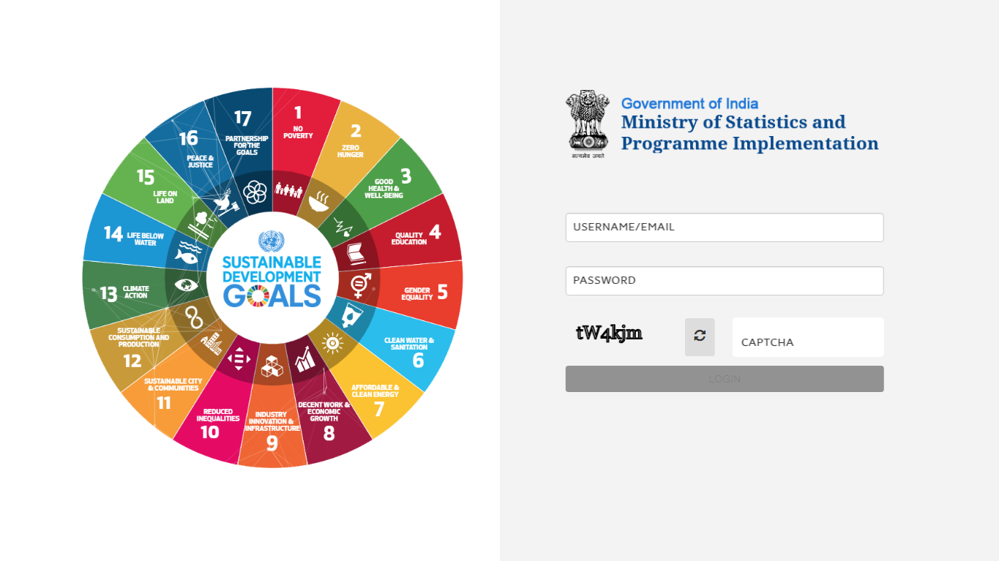 17
PARTNERSHIP
FOR THE
GOALS
1
NO
POVERTY
2
ZERO
HUNGER
3
GOOD
HEALTH &
WELL-BEING
4
QUALITY
EDUCATION
5
GENDER
EQUALITY
CLEAN WATER &
SANITATION
6
AFFORDABLE &
CLEAN ENERGY
7
DECENT WORK &
ECONOMIC
GROWTH
8
INDUSTRY
INNOVATION &
INFRASTRUCTURE
9
REDUCED
INEQUALITIES
10
SUSTAINABLE CITY
& COMMUNITIES
11
SUSTAINABLE
CONSUMPTION AND
PRODUCTION
12
13
CLIMATE
ACTION
14
LIFE BELOW
WATER
15
LIFE ON
LAND
16
PEACE &
JUSTICE
SUSTAINABLE
DEVELOPMENT
GOALS
सत्यमेव जयते
Government of India
Ministry of Statistics and
Programme Implementation
USERNAME/EMAIL
PASSWORD
tW4kjm
CAPTCHA
LOGIN